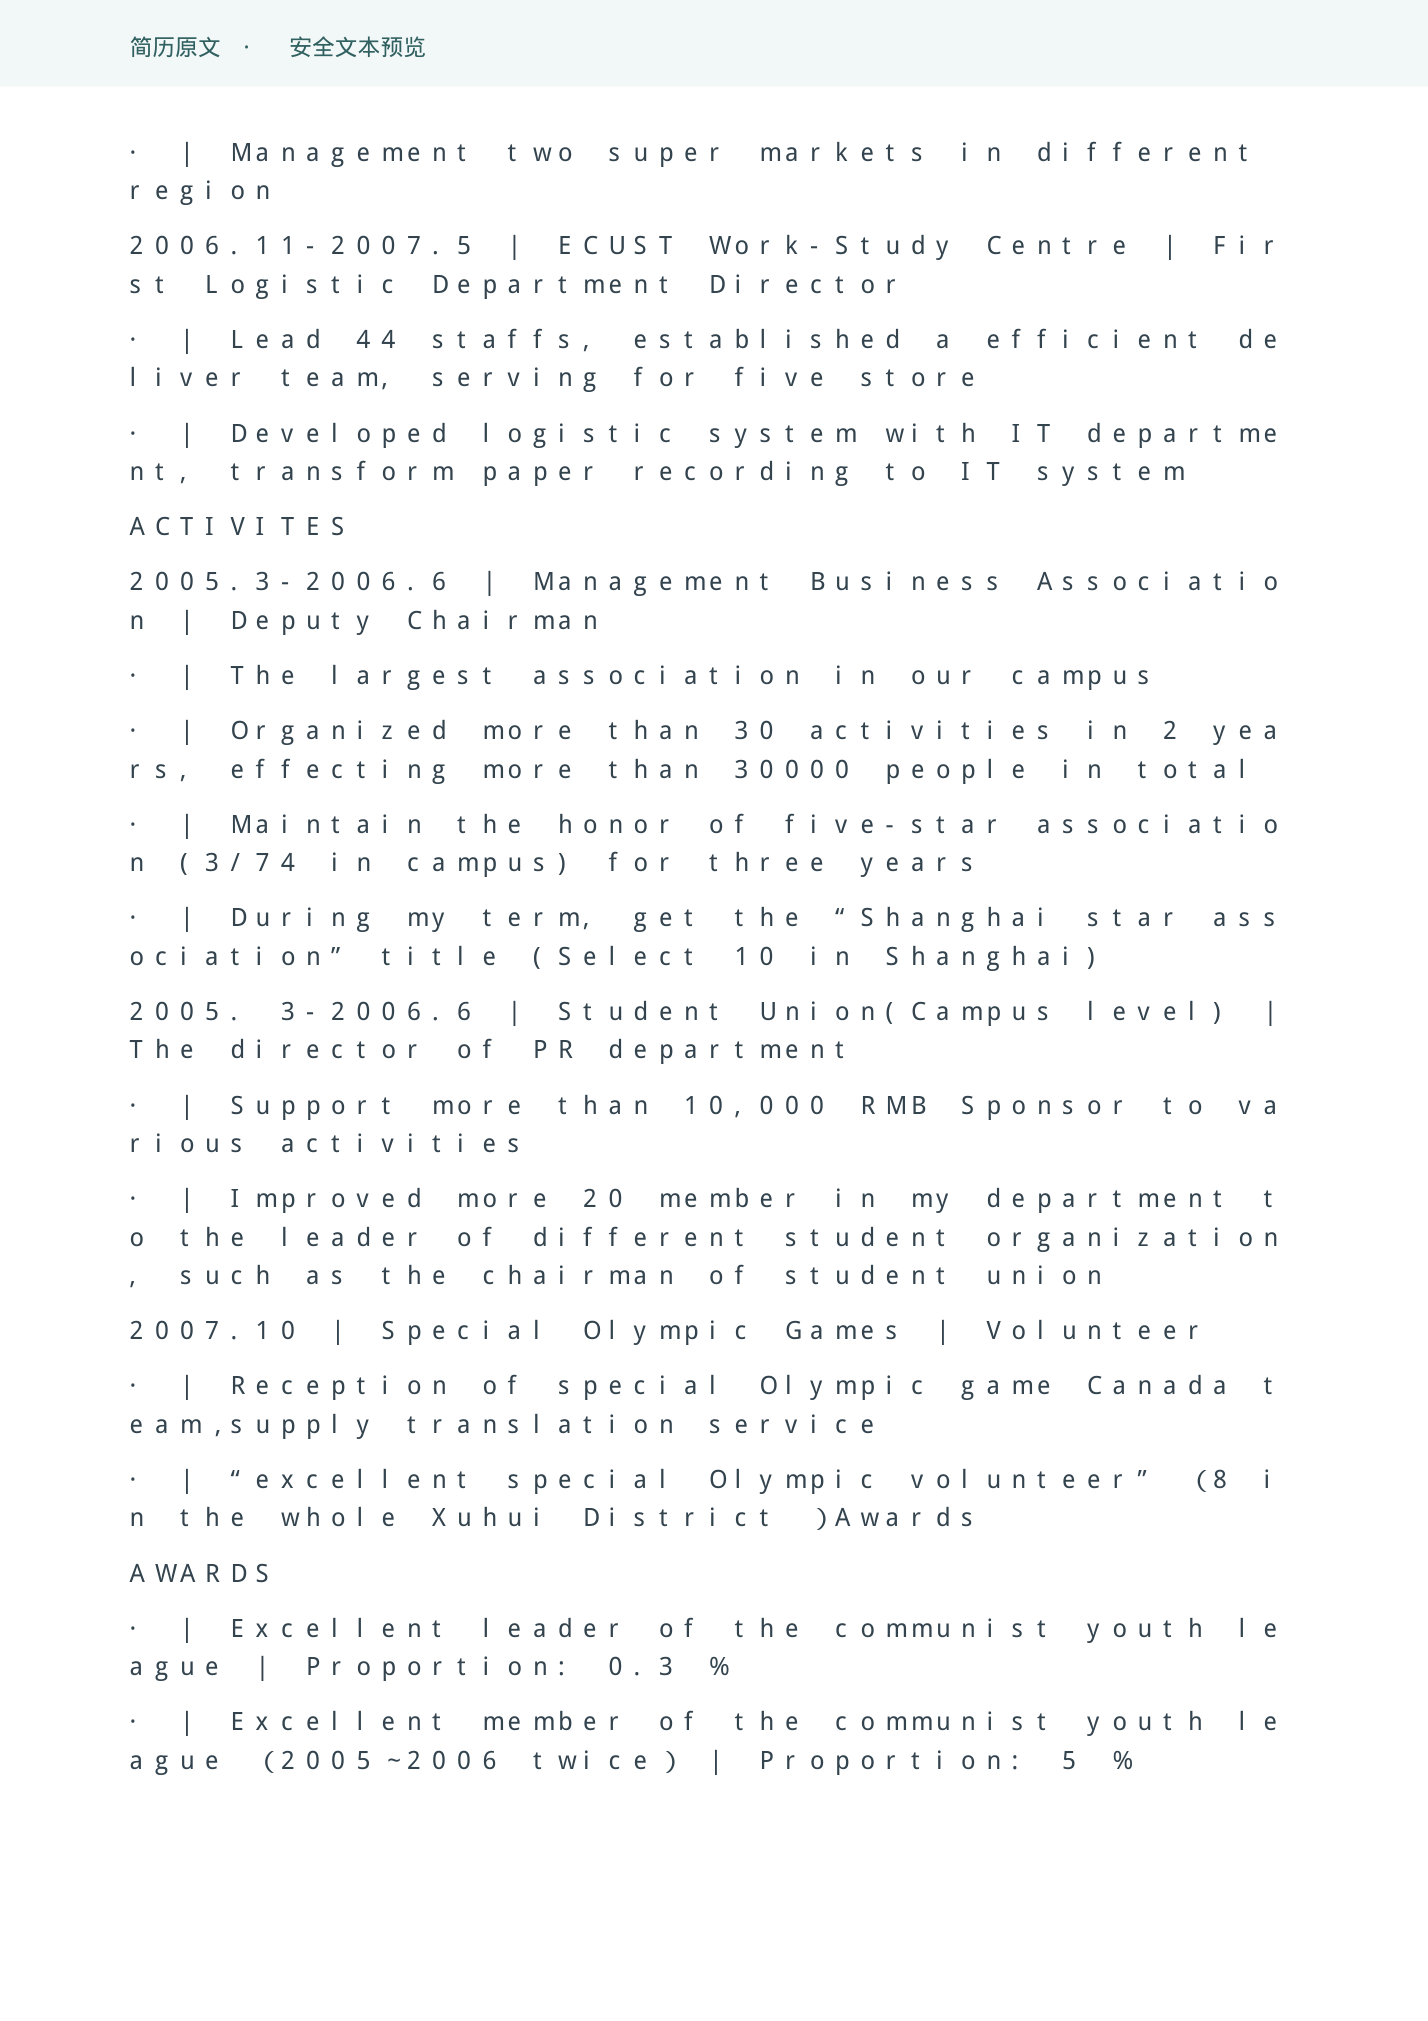 简历原文 · 安全文本预览
· | Management two super markets in different
region
2006.11-2007.5 | ECUST Work-Study Centre | Fir
st Logistic Department Director
· | Lead 44 staffs, established a efficient de
liver team, serving for five store
· | Developed logistic system with IT departme
nt, transform paper recording to IT system
ACTIVITES
2005.3-2006.6 | Management Business Associatio
n | Deputy Chairman
· | The largest association in our campus
· | Organized more than 30 activities in 2 yea
rs, effecting more than 30000 people in total
· | Maintain the honor of five-star associatio
n (3/74 in campus) for three years
· | During my term, get the “Shanghai star ass
ociation” title (Select 10 in Shanghai)
2005. 3-2006.6 | Student Union(Campus level) |
The director of PR department
· | Support more than 10,000 RMB Sponsor to va
rious activities
· | Improved more 20 member in my department t
o the leader of different student organization
, such as the chairman of student union
2007.10 | Special Olympic Games | Volunteer
· | Reception of special Olympic game Canada t
eam,supply translation service
· | “excellent special Olympic volunteer” (8 i
n the whole Xuhui District )Awards
AWARDS
· | Excellent leader of the communist youth le
ague | Proportion: 0.3 %
· | Excellent member of the communist youth le
ague (2005~2006 twice) | Proportion: 5 %